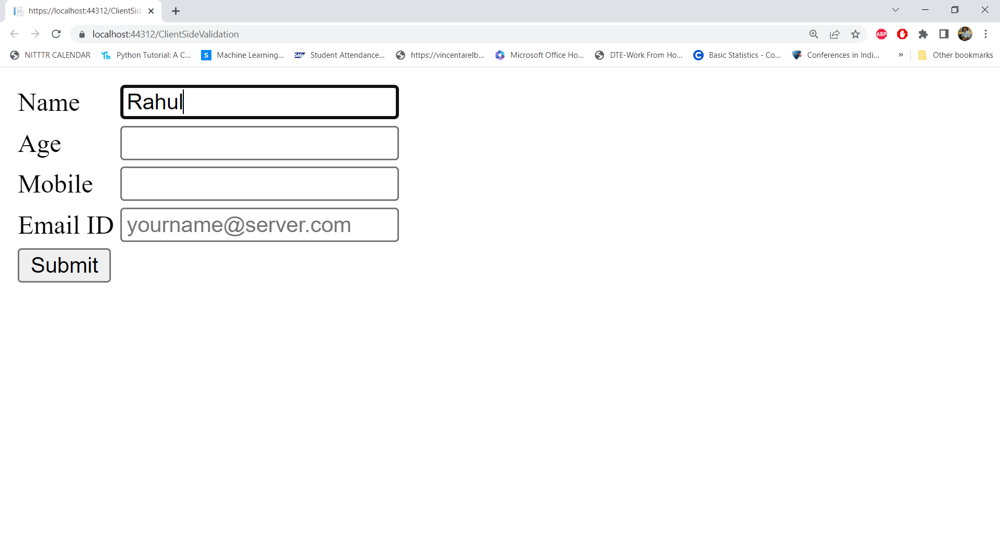 https://localhost:44312/ClientSid
localhost:44312/ClientSideValidation
ABP
NITTTR CALENDAR Python Tutorial: A C... S Machine Learning... SAP Student Attendance... https://vincentarelb... Microsoft Office Ho... DTE-Work From Ho... C Basic Statistics - Co... Conferences in Indi... » Other bookmarks
Name Rahul
Age
Mobile
Email ID yourname@server.com
Submit